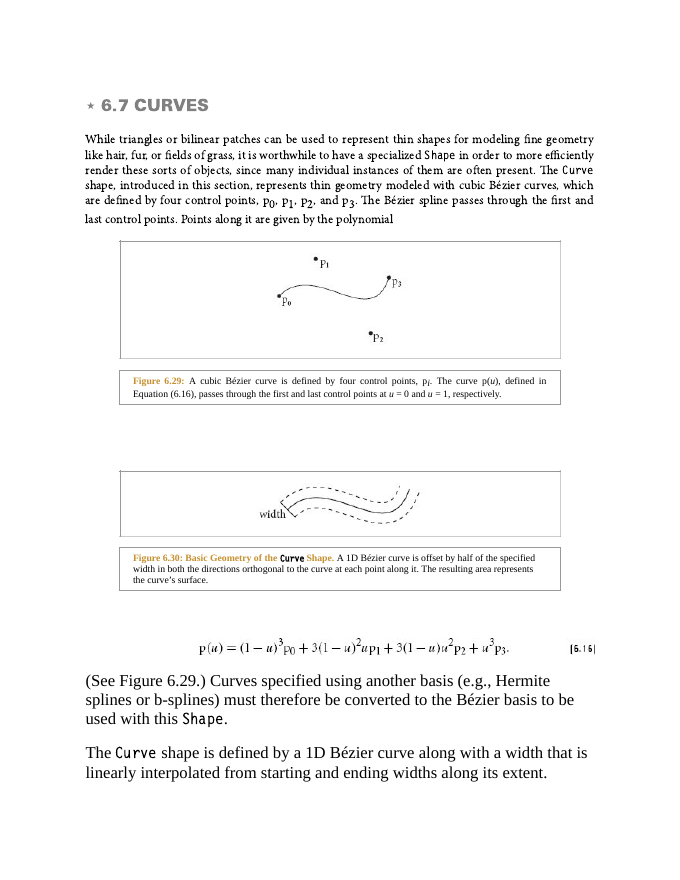 ★ 6.7 CURVES
While triangles or bilinear patches can be used to represent thin shapes for modeling fine geometry
like hair, fur, or fields of grass, it is worthwhile to have a specialized Shape in order to more efficiently
render these sorts of objects, since many individual instances of them are often present. The Curve
shape, introduced in this section, represents thin geometry modeled with cubic Bézier curves, which
are defined by four control points, p₀, p₁, p₂, and p₃. The Bézier spline passes through the first and
last control points. Points along it are given by the polynomial
p₁
p₃
p₀
p₂
Figure 6.29: A cubic Bézier curve is defined by four control points, pᵢ. The curve p(u), defined in
Equation (6.16), passes through the first and last control points at u = 0 and u = 1, respectively.
width
Figure 6.30: Basic Geometry of the Curve Shape. A 1D Bézier curve is offset by half of the specified
width in both the directions orthogonal to the curve at each point along it. The resulting area represents
the curve’s surface.
p(u) = (1 − u)³p₀ + 3(1 − u)²up₁ + 3(1 − u)u²p₂ + u³p₃. [6.16]
(See Figure 6.29.) Curves specified using another basis (e.g., Hermite
splines or b-splines) must therefore be converted to the Bézier basis to be
used with this Shape.
The Curve shape is defined by a 1D Bézier curve along with a width that is
linearly interpolated from starting and ending widths along its extent.